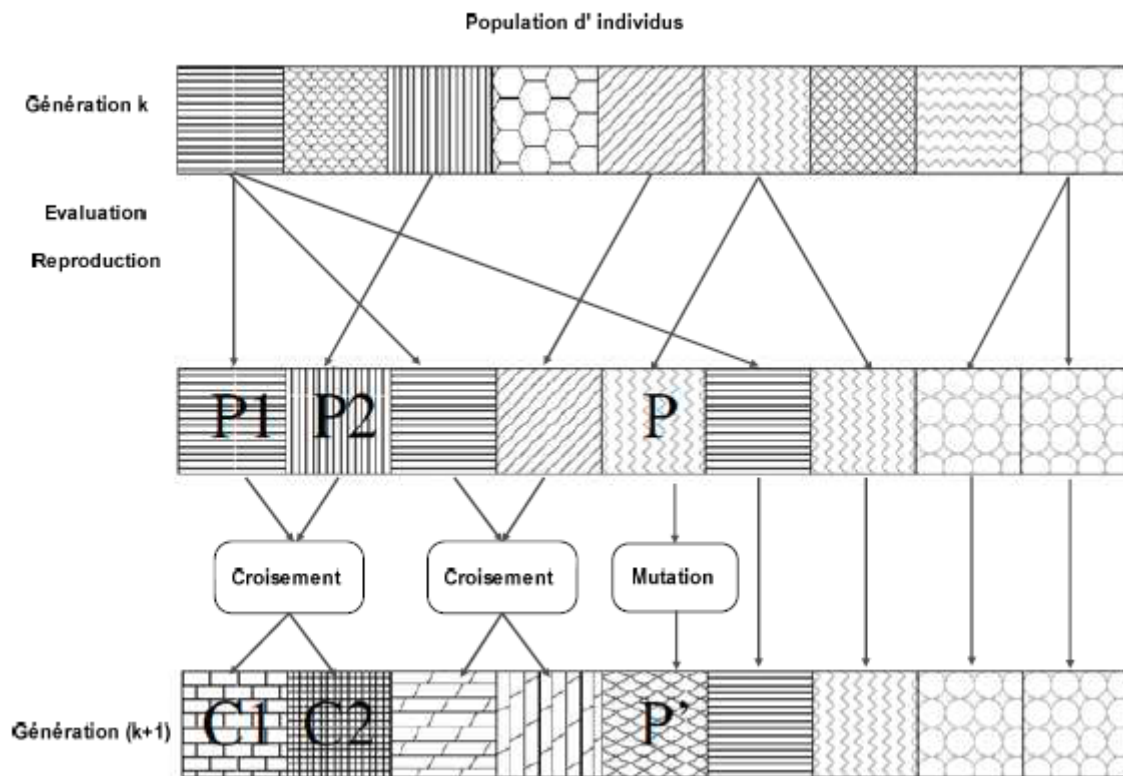 Population d' individus
Génération k
Evaluation
Reproduction
P1 P2 P
Croisement Croisement Mutation
Génération (k+1)
C1 C2 P’